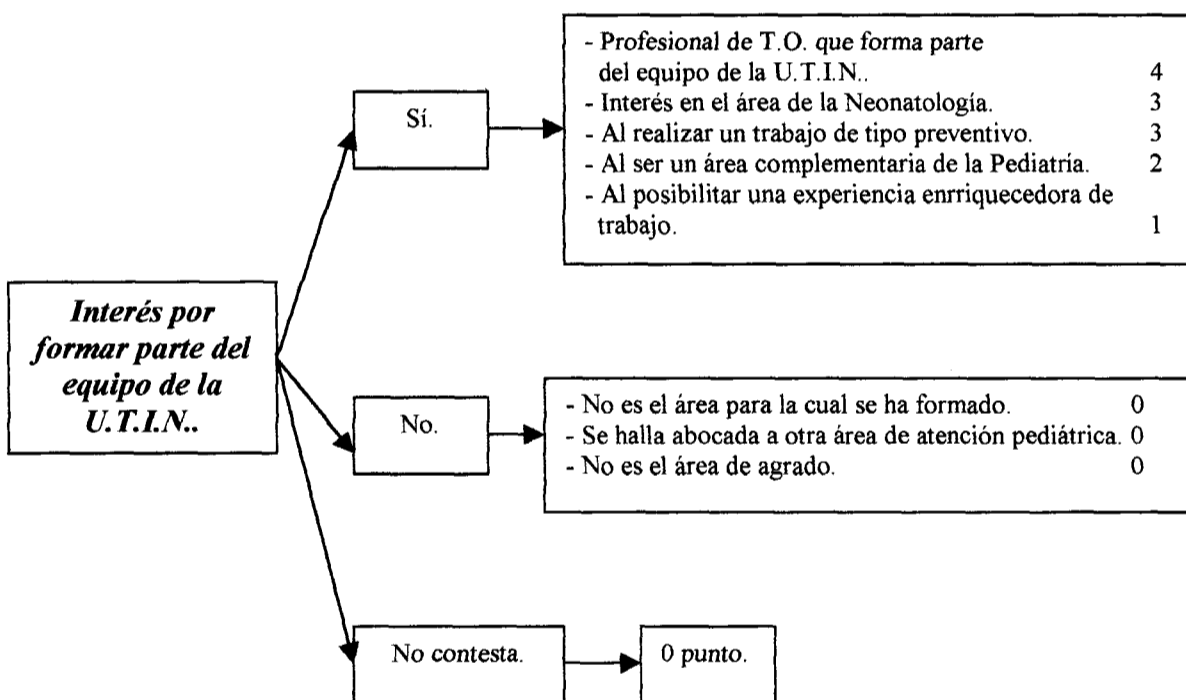 - Profesional de T.O. que forma parte
del equipo de la U.T.I.N.. 4
- Interés en el área de la Neonatología. 3
- Al realizar un trabajo de tipo preventivo. 3
- Al ser un área complementaria de la Pediatría. 2
- Al posibilitar una experiencia enrriquecedora de
trabajo. 1
Sí.
Interés por
formar parte del
equipo de la
U.T.I.N..
No.
- No es el área para la cual se ha formado. 0
- Se halla abocada a otra área de atención pediátrica. 0
- No es el área de agrado. 0
No contesta.
0 punto.